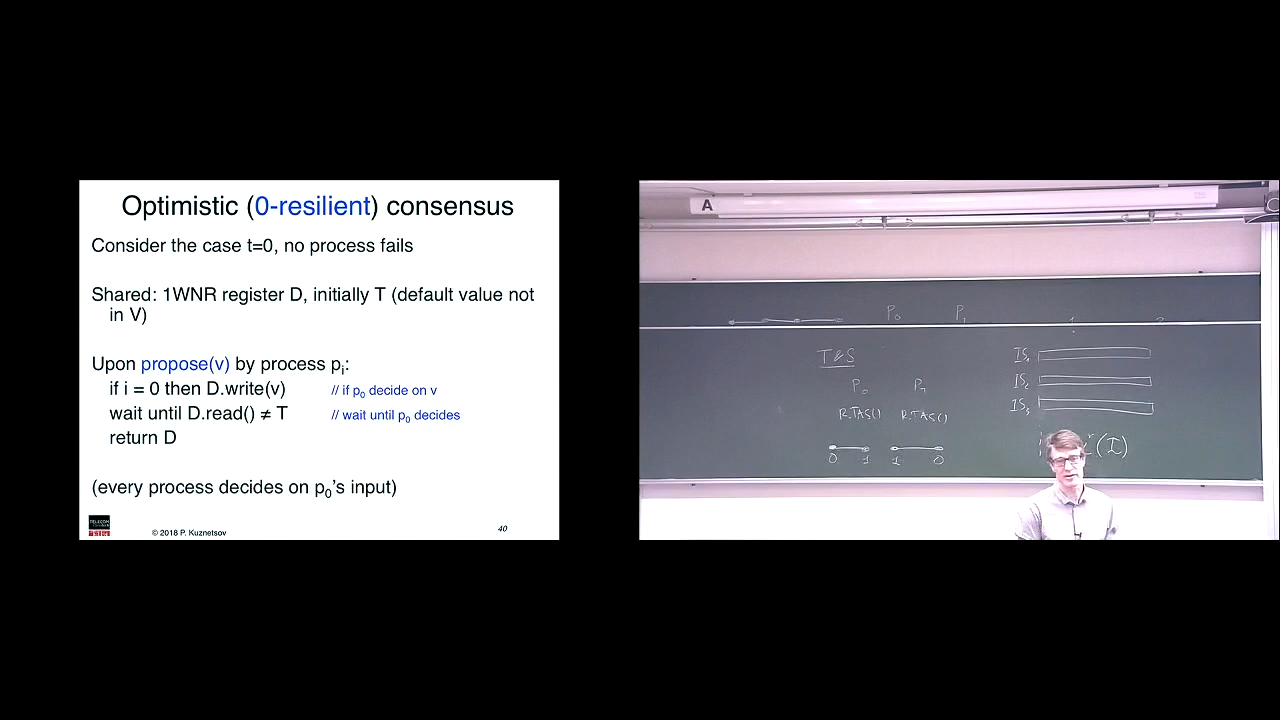 Optimistic (0-resilient) consensus
Consider the case t=0, no process fails
Shared: 1WNR register D, initially T (default value not
in V)
Upon propose(v) by process pi:
if i = 0 then D.write(v) // if p0 decide on v
wait until D.read() ≠ T // wait until p0 decides
return D
(every process decides on p0's input)
TELECOM
© 2018 P. Kuznetsov
40
A
P0 P1
T&S
P0 P1
R.TAS() R.TAS()
0 1 1 0
IS1
IS2
IS3
(I)